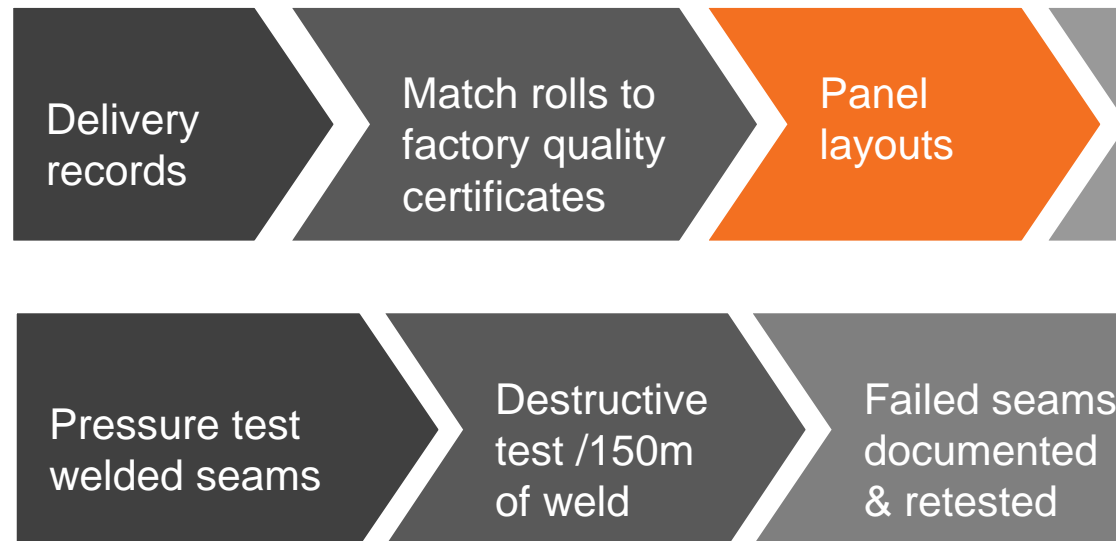 Delivery
records
Match rolls to
factory quality
certificates
Panel
layouts
Pressure test
welded seams
Destructive
test /150m
of weld
Failed seams
documented
& retested